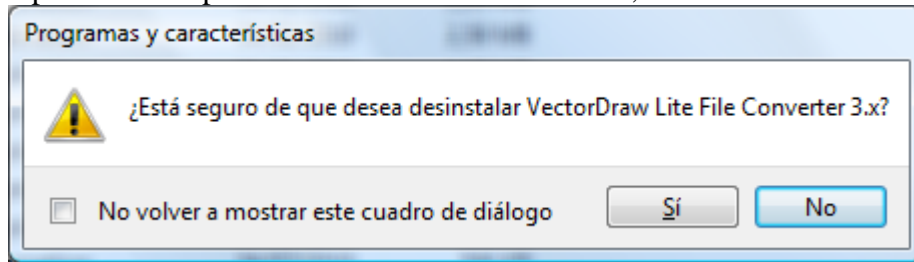 Programas y características
¿Está seguro de que desea desinstalar VectorDraw Lite File Converter 3.x?
No volver a mostrar este cuadro de diálogo
Sí
No